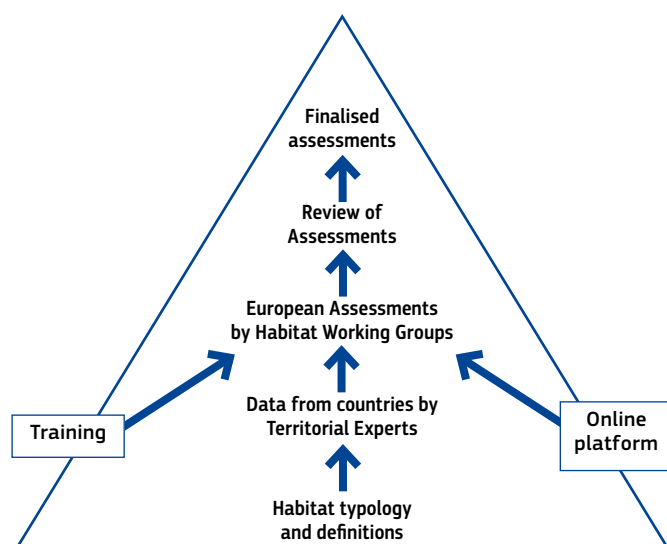 Finalised
assessments
Review of
Assessments
European Assessments
by Habitat Working Groups
Data from countries by
Territorial Experts
Training
Online
platform
Habitat typology
and definitions